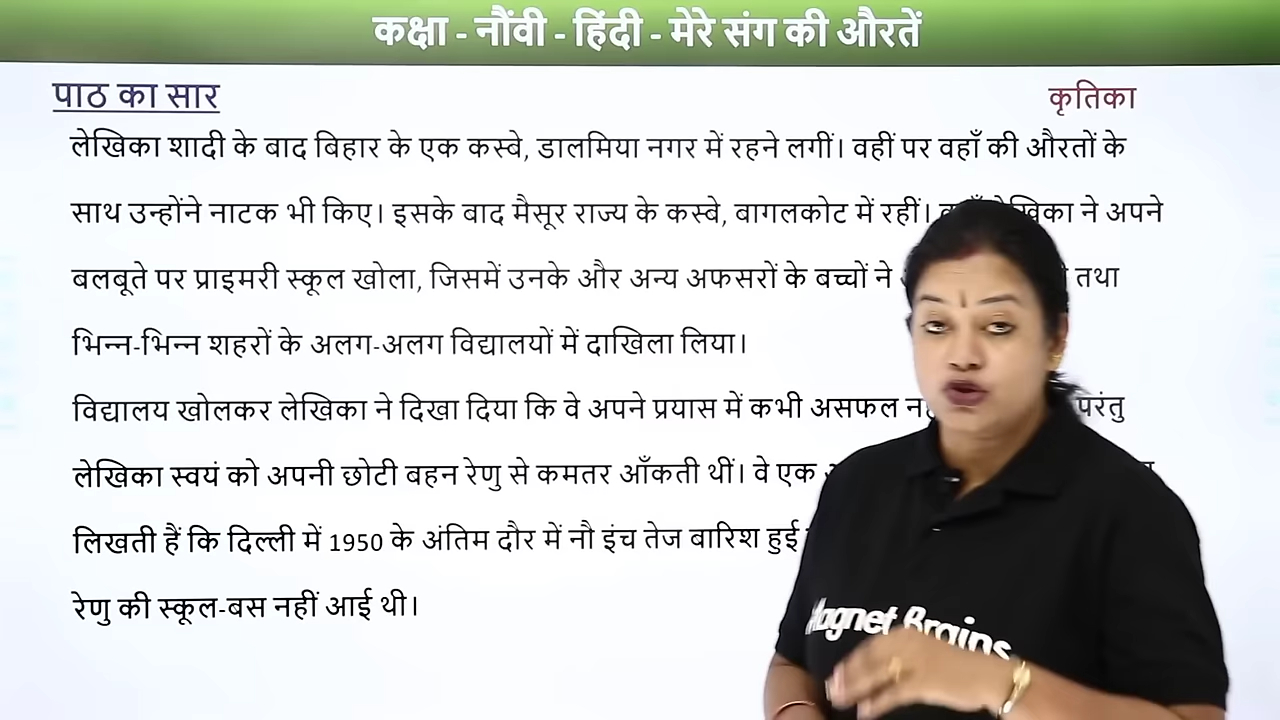 कक्षा - नौंवी - हिंदी - मेरे संग की औरतें
पाठ का सार
कृतिका
लेखिका शादी के बाद बिहार के एक कस्बे, डालमिया नगर में रहने लगीं। वहीं पर वहाँ की औरतों के
साथ उन्होंने नाटक भी किए। इसके बाद मैसूर राज्य के कस्बे, बागलकोट में रहीं। लेखिका ने अपने
बलबूते पर प्राइमरी स्कूल खोला, जिसमें उनके और अन्य अफसरों के बच्चों ने तथा
भिन्न-भिन्न शहरों के अलग-अलग विद्यालयों में दाखिला लिया।
विद्यालय खोलकर लेखिका ने दिखा दिया कि वे अपने प्रयास में कभी असफल परंतु
लेखिका स्वयं को अपनी छोटी बहन रेणु से कमतर आँकती थीं। वे एक
लिखती हैं कि दिल्ली में 1950 के अंतिम दौर में नौ इंच तेज बारिश हुई
रेणु की स्कूल-बस नहीं आई थी।
Magnet Brains